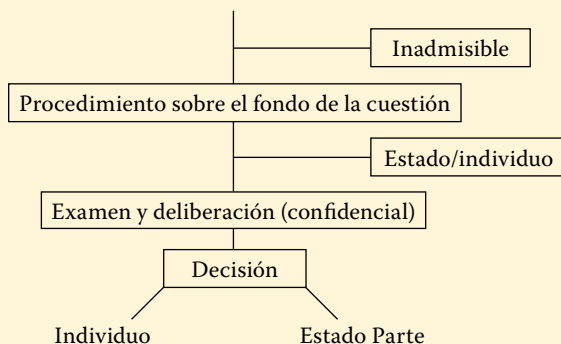 Inadmisible
Procedimiento sobre el fondo de la cuestión
Estado/individuo
Examen y deliberación (confidencial)
Decisión
Individuo
Estado Parte